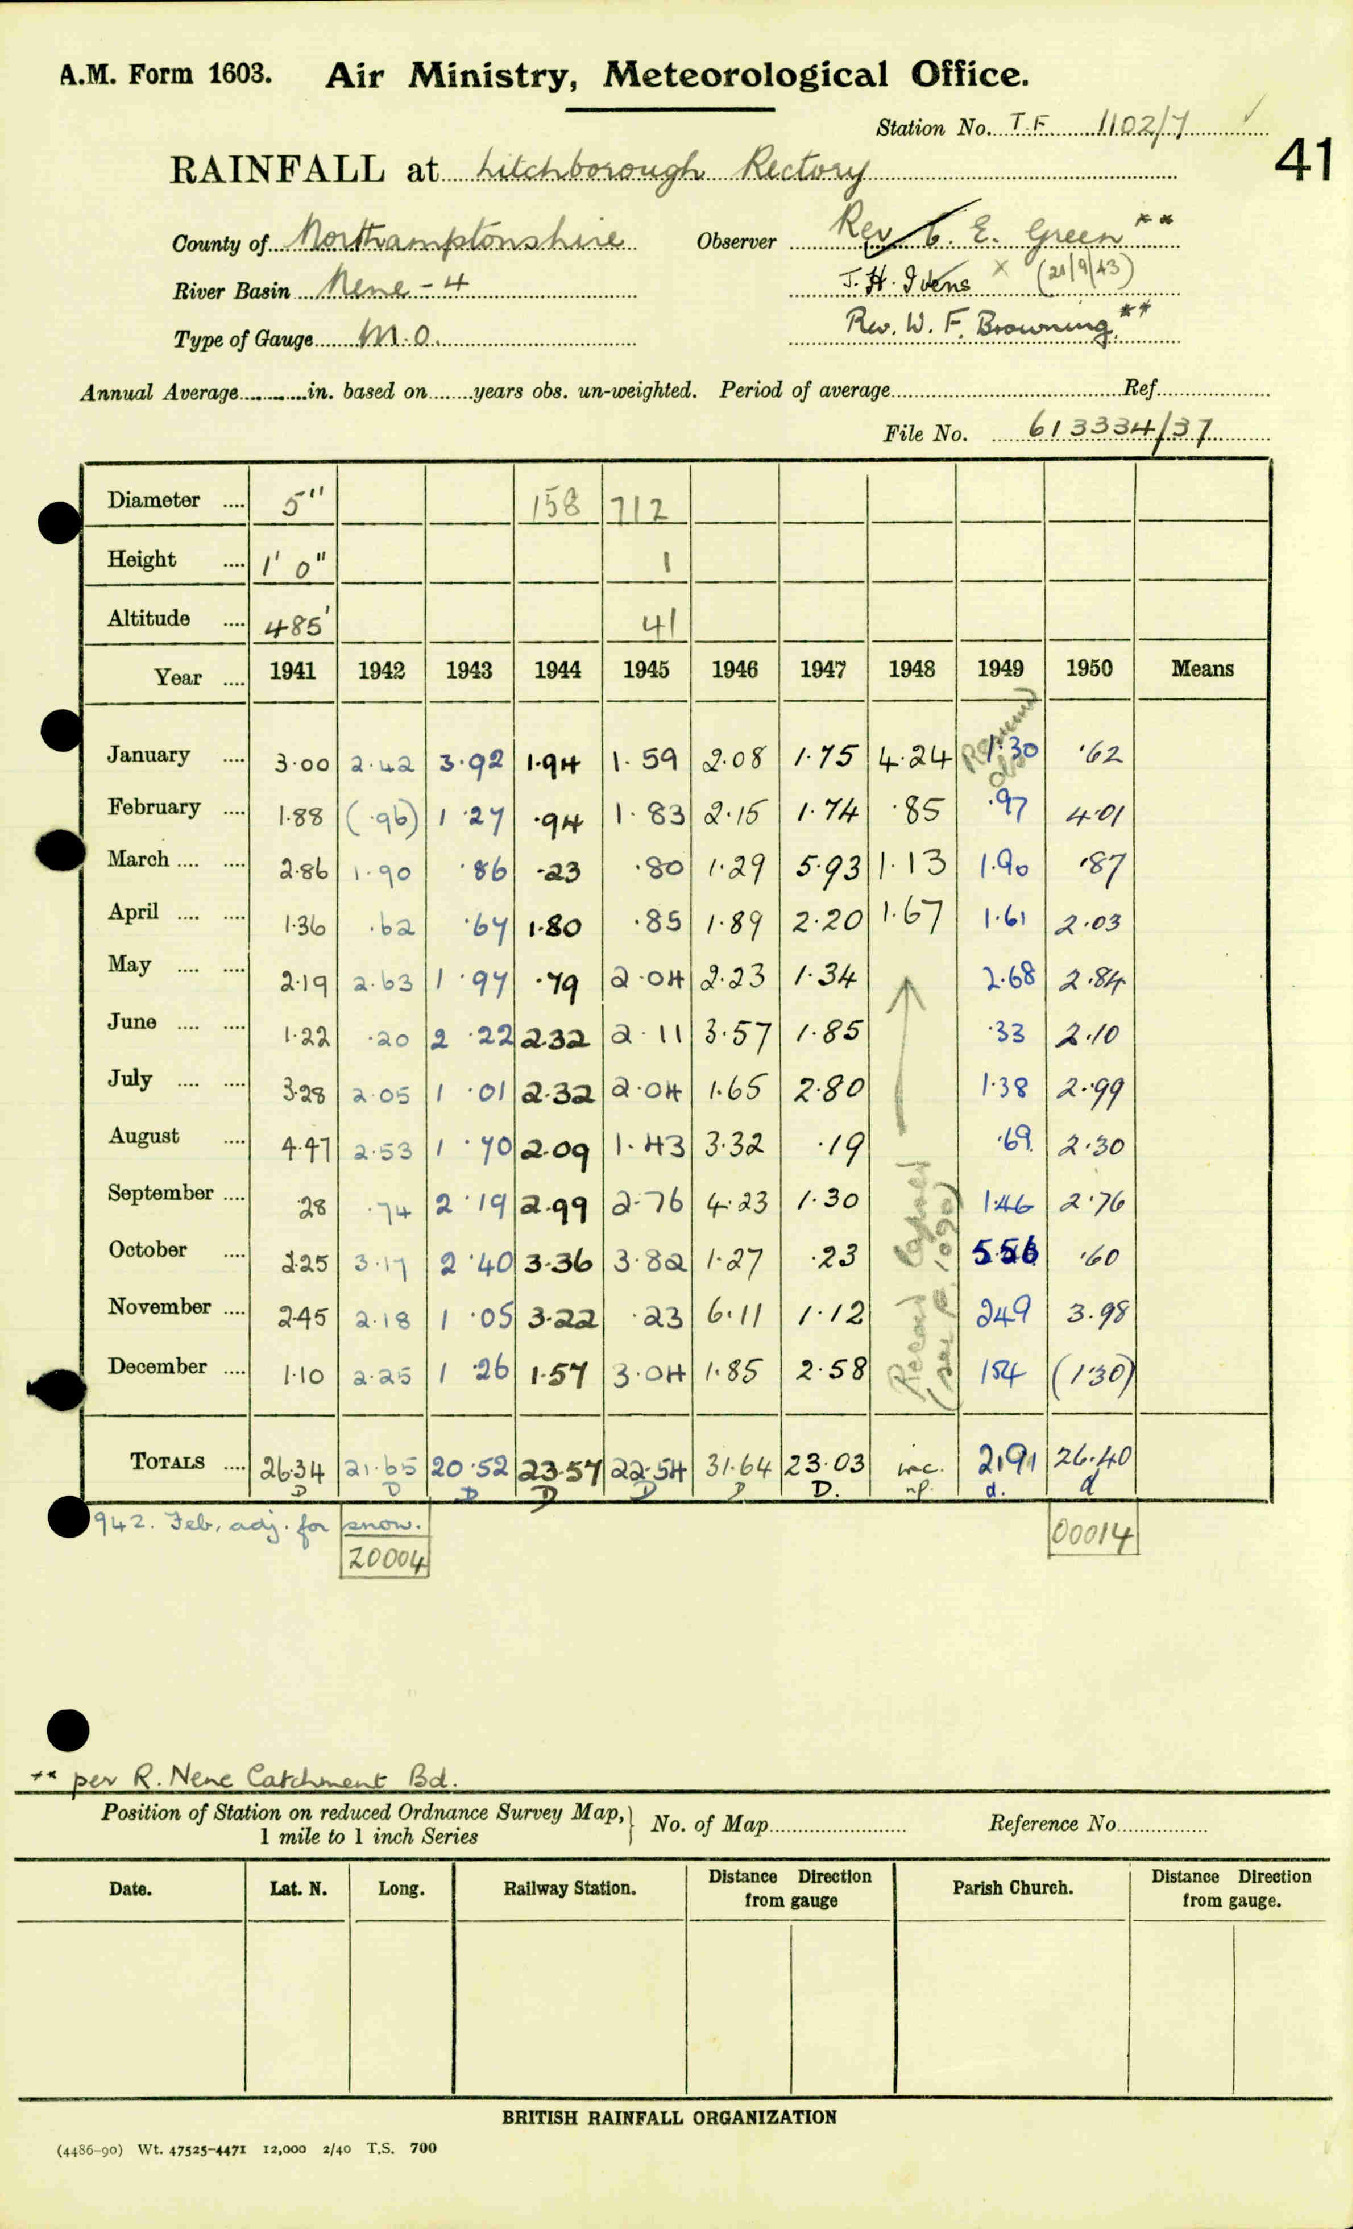 A.M. Form 1603. Air Ministry, Meteorological Office.
Station No. T.F. 1102/7
41
RAINFALL at Litchborough Rectory
County of Northamptonshire Observer Rev. C. E. Green **
River Basin Nene - 4 J. H. Ivens × (21/9/43)
Type of Gauge M.O. Rev. W. F. Browning. **
Annual Average in. based on years obs. un-weighted. Period of average Ref
File No. 613334/37
Diameter 5" 158 712
Height 1' 0" 1
Altitude 485' 41
Year 1941 1942 1943 1944 1945 1946 1947 1948 1949 1950 Means
January 3.00 2.42 3.92 1.94 1.59 2.08 1.75 4.24 1.30 .62
February 1.88 (.96) 1.27 .94 1.83 2.15 1.74 .85 .97 4.01
March 2.86 1.90 .86 .23 .80 1.29 5.93 1.13 1.90 .87
April 1.36 .62 .67 1.80 .85 1.89 2.20 1.67 1.61 2.03
May 2.19 2.63 1.97 .79 2.04 2.23 1.34 2.68 2.84
June 1.22 .20 2.22 2.32 2.11 3.57 1.85 .33 2.10
July 3.28 2.05 1.01 2.32 2.04 1.65 2.80 1.38 2.99
August 4.47 2.53 1.70 2.09 1.43 3.32 .19 .69 2.30
September .28 .74 2.19 2.99 2.76 4.23 1.30 1.46 2.76
October 2.25 3.17 2.40 3.36 3.82 1.27 .23 5.56 .60
November 2.45 2.18 1.05 3.22 .23 6.11 1.12 2.49 3.98
December 1.10 2.25 1.26 1.57 3.04 1.85 2.58 1.54 (1.30)
Record lapsed
TOTALS 26.34 21.65 20.52 23.57 22.54 31.64 23.03 inc. 21.91 26.40
D D D D D D D. np. d. d
1942. Feb. adj. for snow.
20004
00014
** per R. Nene Catchment Bd.
Position of Station on reduced Ordnance Survey Map, 1 mile to 1 inch Series } No. of Map Reference No
Date. Lat. N. Long. Railway Station. Distance from gauge Direction Parish Church. Distance from gauge. Direction
BRITISH RAINFALL ORGANIZATION
(4486-90) Wt. 47525-4471 12,000 2/40 T.S. 700